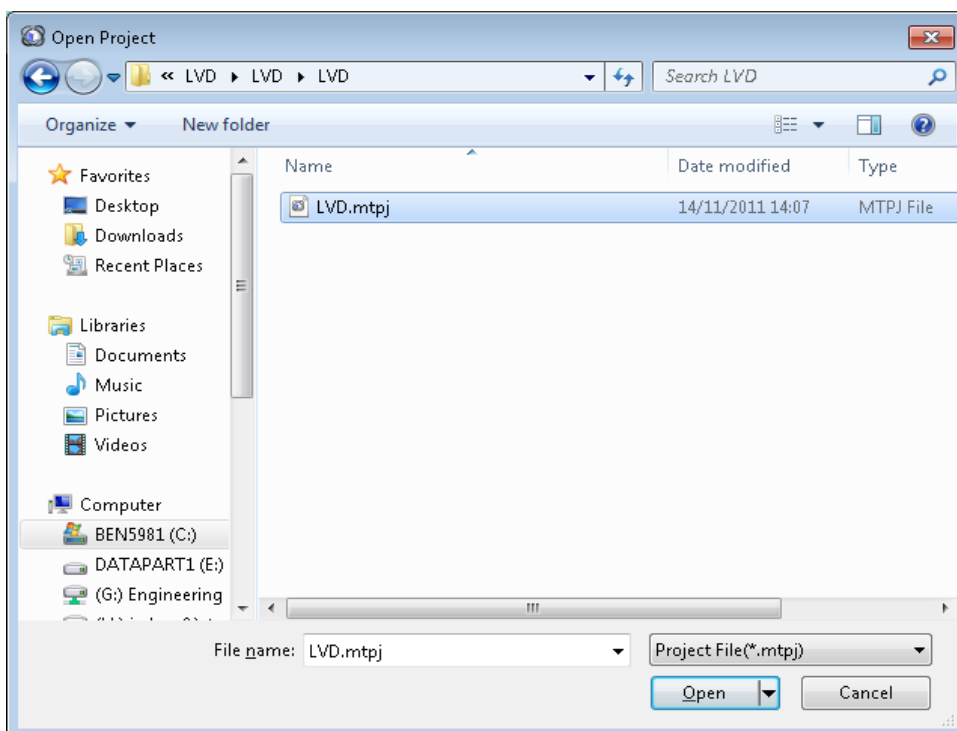 Open Project
« LVD ▸ LVD ▸ LVD
Search LVD
Organize
New folder
Name
Date modified
Type
LVD.mtpj
14/11/2011 14:07
MTPJ File
Favorites
Desktop
Downloads
Recent Places
Libraries
Documents
Music
Pictures
Videos
Computer
BEN5981 (C:)
DATAPART1 (E:)
(G:) Engineering
File name: LVD.mtpj
Project File(*.mtpj)
Open
Cancel